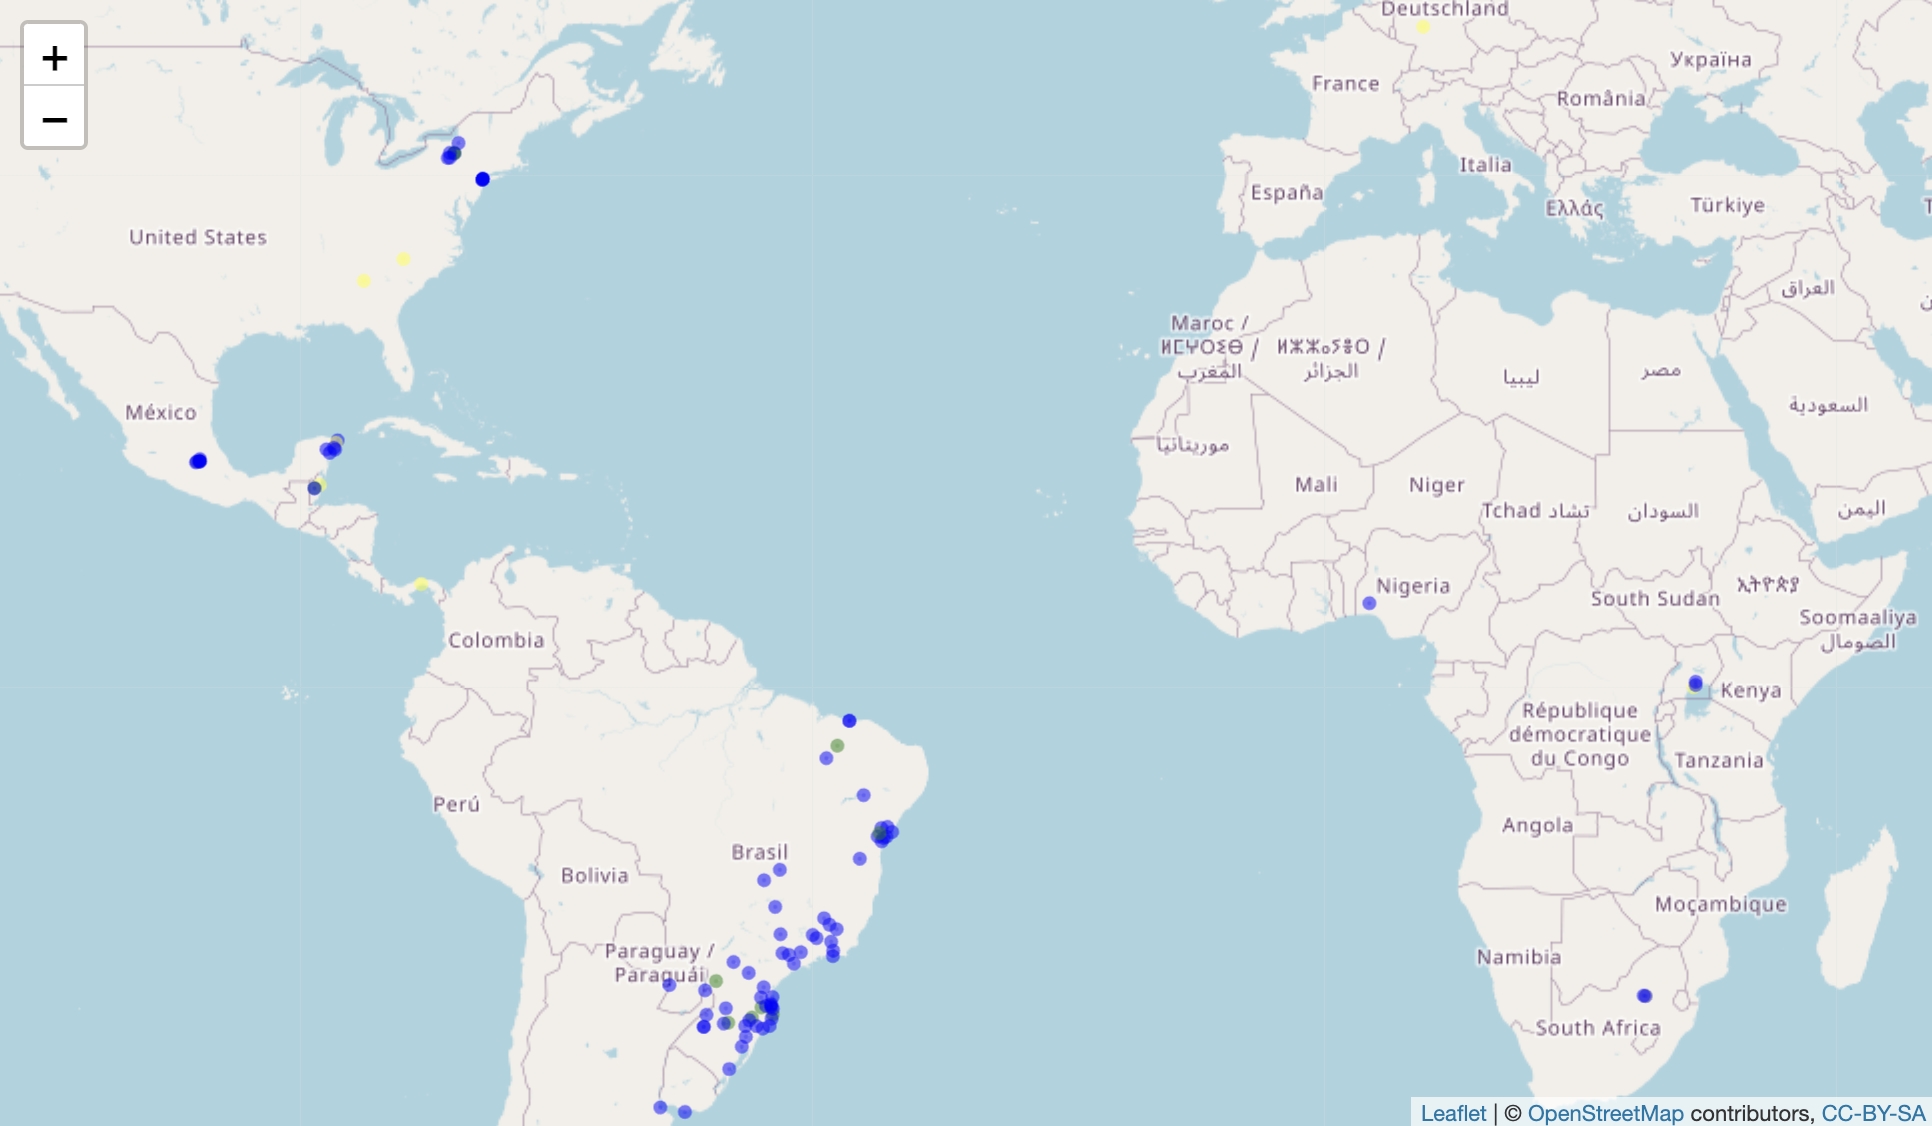 +
−
Deutschland
Україна
France
România
Italia
España
Ελλάς
Türkiye
United States
العراق
Maroc /
ⵍⵎⵖⵔⵉⴱ /
المغرب
ⵍⵣⵣⴰⵢⴻⵔ /
الجزائر
ليبيا
مصر
السعودية
México
موريتانيا
Mali
Niger
Tchad تشاد
السودان
اليمن
Nigeria
South Sudan
ኢትዮጵያ
Soomaaliya
الصومال
Colombia
Kenya
République
démocratique
du Congo
Tanzania
Perú
Angola
Brasil
Bolivia
Moçambique
Paraguay /
Paraguái
Namibia
South Africa
Leaflet | © OpenStreetMap contributors, CC-BY-SA